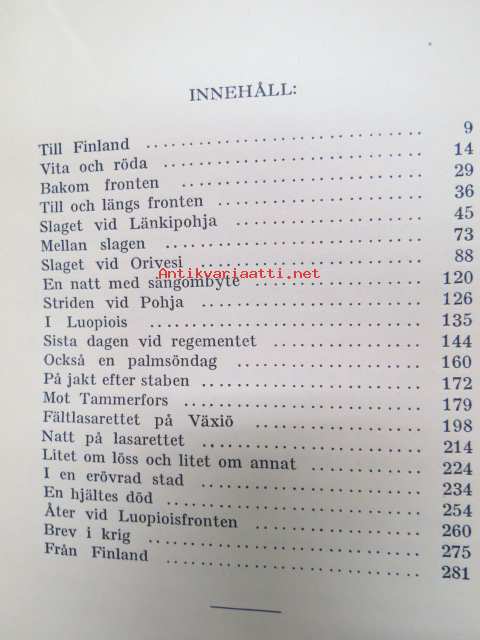 INNEHÅLL:
Till Finland 9
Vita och röda 14
Bakom fronten 29
Till och längs fronten 36
Slaget vid Länkipohja 45
Mellan slagen 73
Slaget vid Orivesi 88
Antikvariaatti.net
En natt med sängombyte 120
Striden vid Pohja 126
I Luopiois 135
Sista dagen vid regementet 144
Också en palmsöndag 160
På jakt efter staben 172
Mot Tammerfors 179
Fältlasarettet på Växiö 198
Natt på lasarettet 214
Litet om löss och litet om annat 224
I en erövrad stad 234
En hjältes död 254
Åter vid Luopioisfronten 260
Brev i krig 275
Från Finland 281